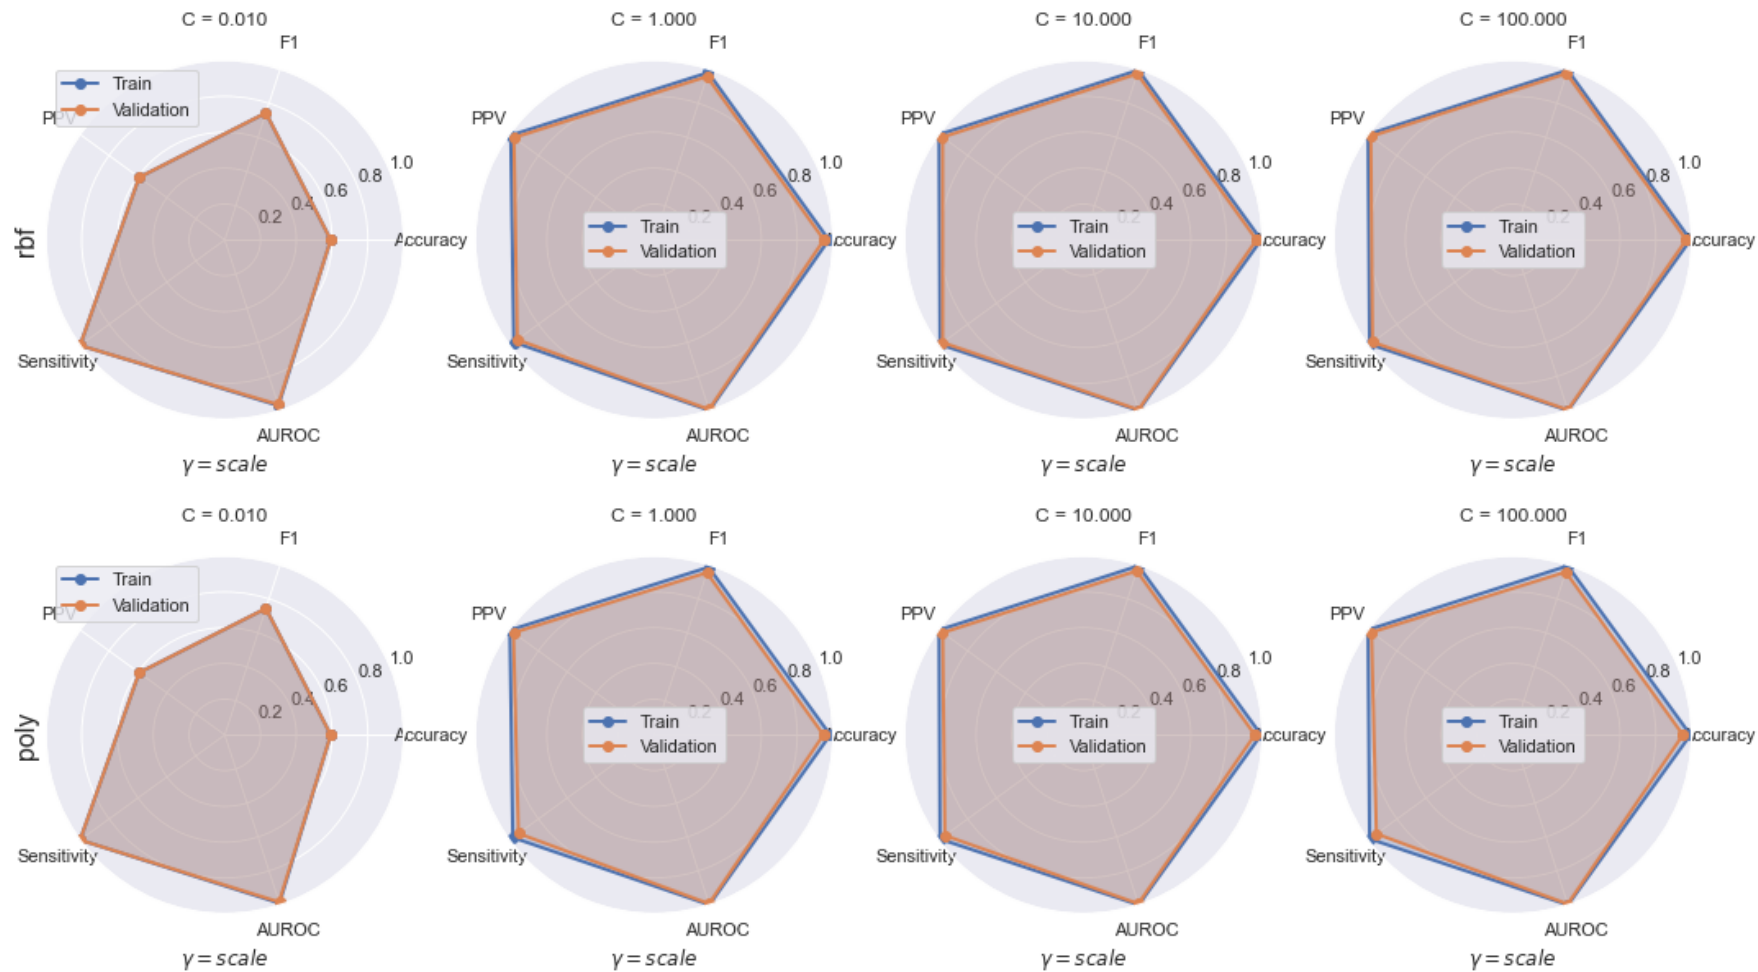 C = 0.010
C = 1.000
C = 10.000
C = 100.000
F1
F1
F1
F1
Train
Validation
PPV
PPV
PPV
PPV
1.0
0.8
0.6
0.4
0.2
1.0
0.8
0.6
0.4
0.2
1.0
0.8
0.6
0.4
0.2
1.0
0.8
0.6
0.4
0.2
Train
Validation
Train
Validation
Train
Validation
rbf
Accuracy
Accuracy
Accuracy
Accuracy
Sensitivity
Sensitivity
Sensitivity
Sensitivity
AUROC
AUROC
AUROC
AUROC
γ = scale
γ = scale
γ = scale
γ = scale
C = 0.010
C = 1.000
C = 10.000
C = 100.000
F1
F1
F1
F1
Train
Validation
PPV
PPV
PPV
PPV
1.0
0.8
0.6
0.4
0.2
1.0
0.8
0.6
0.4
0.2
1.0
0.8
0.6
0.4
0.2
1.0
0.8
0.6
0.4
0.2
Train
Validation
Train
Validation
Train
Validation
poly
Accuracy
Accuracy
Accuracy
Accuracy
Sensitivity
Sensitivity
Sensitivity
Sensitivity
AUROC
AUROC
AUROC
AUROC
γ = scale
γ = scale
γ = scale
γ = scale